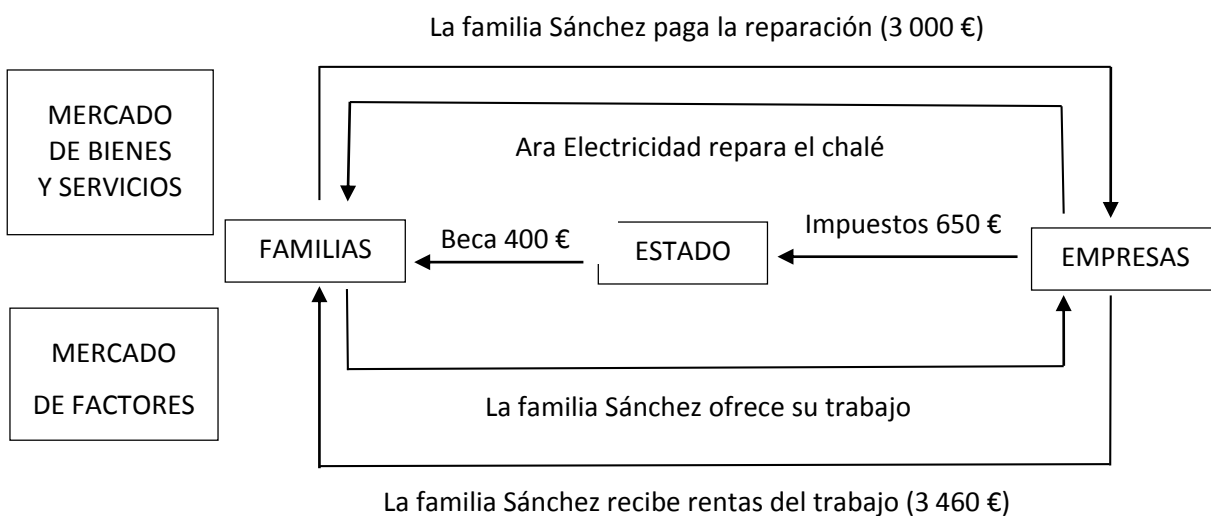 La familia Sánchez paga la reparación (3 000 €)
MERCADO
DE BIENES
Y SERVICIOS
Ara Electricidad repara el chalé
FAMILIAS
Beca 400 €
ESTADO
Impuestos 650 €
EMPRESAS
MERCADO
DE FACTORES
La familia Sánchez ofrece su trabajo
La familia Sánchez recibe rentas del trabajo (3 460 €)